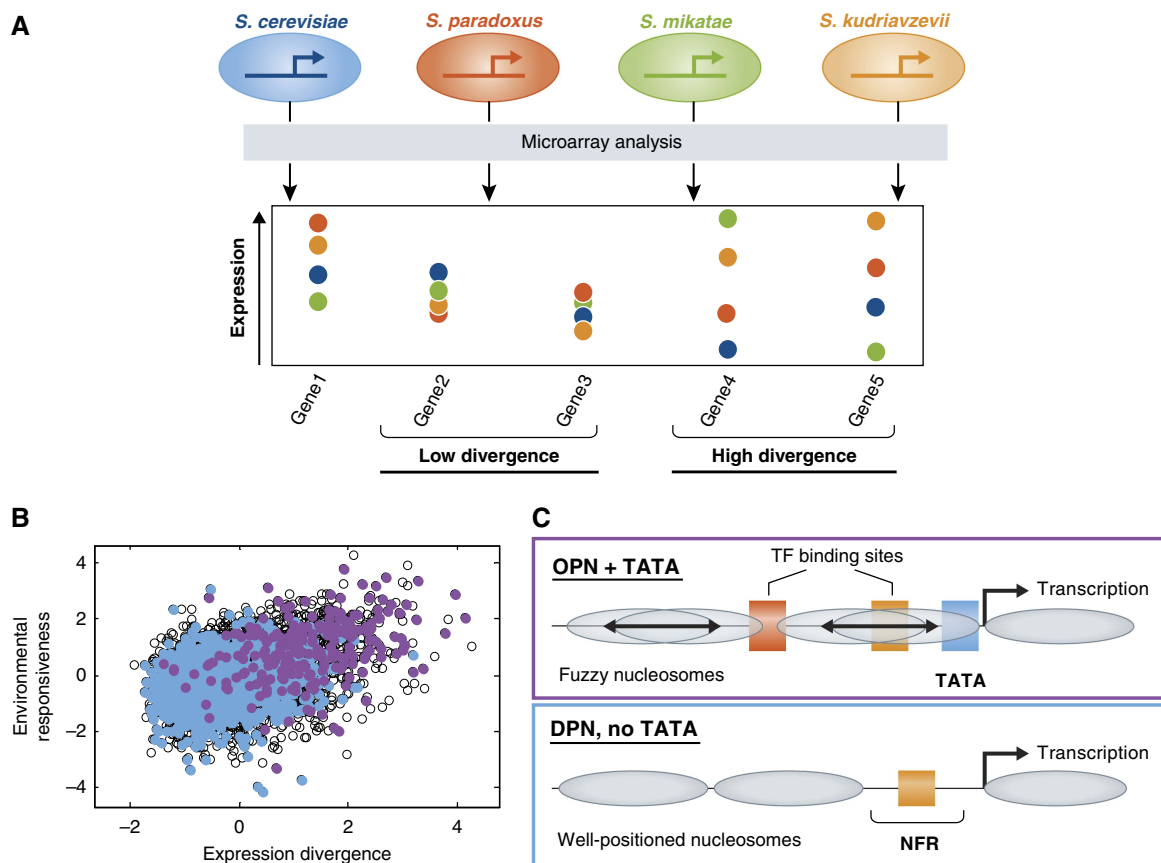 A
S. cerevisiae
S. paradoxus
S. mikatae
S. kudriavzevii
Microarray analysis
Expression
Gene1
Gene2
Gene3
Gene4
Gene5
Low divergence
High divergence
B
Environmental
responsiveness
4
2
0
−2
−4
−2
0
2
4
Expression divergence
C
OPN + TATA
TF binding sites
Transcription
Fuzzy nucleosomes
TATA
DPN, no TATA
Transcription
Well-positioned nucleosomes
NFR